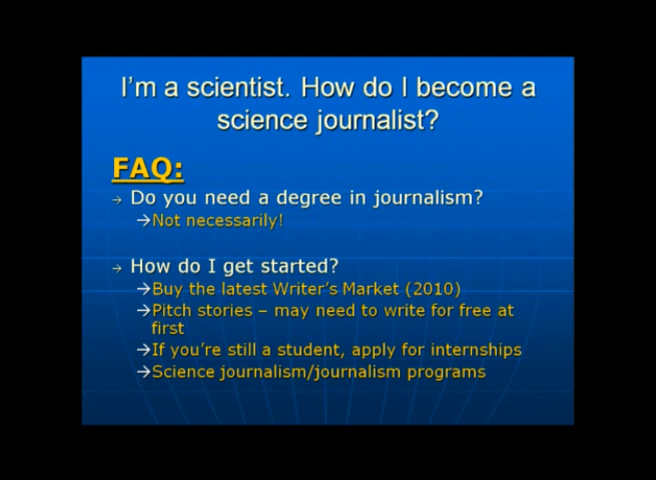 I'm a scientist. How do I become a
science journalist?
FAQ:
→ Do you need a degree in journalism?
→Not necessarily!
→ How do I get started?
→Buy the latest Writer's Market (2010)
→Pitch stories – may need to write for free at
first
→If you're still a student, apply for internships
→Science journalism/journalism programs